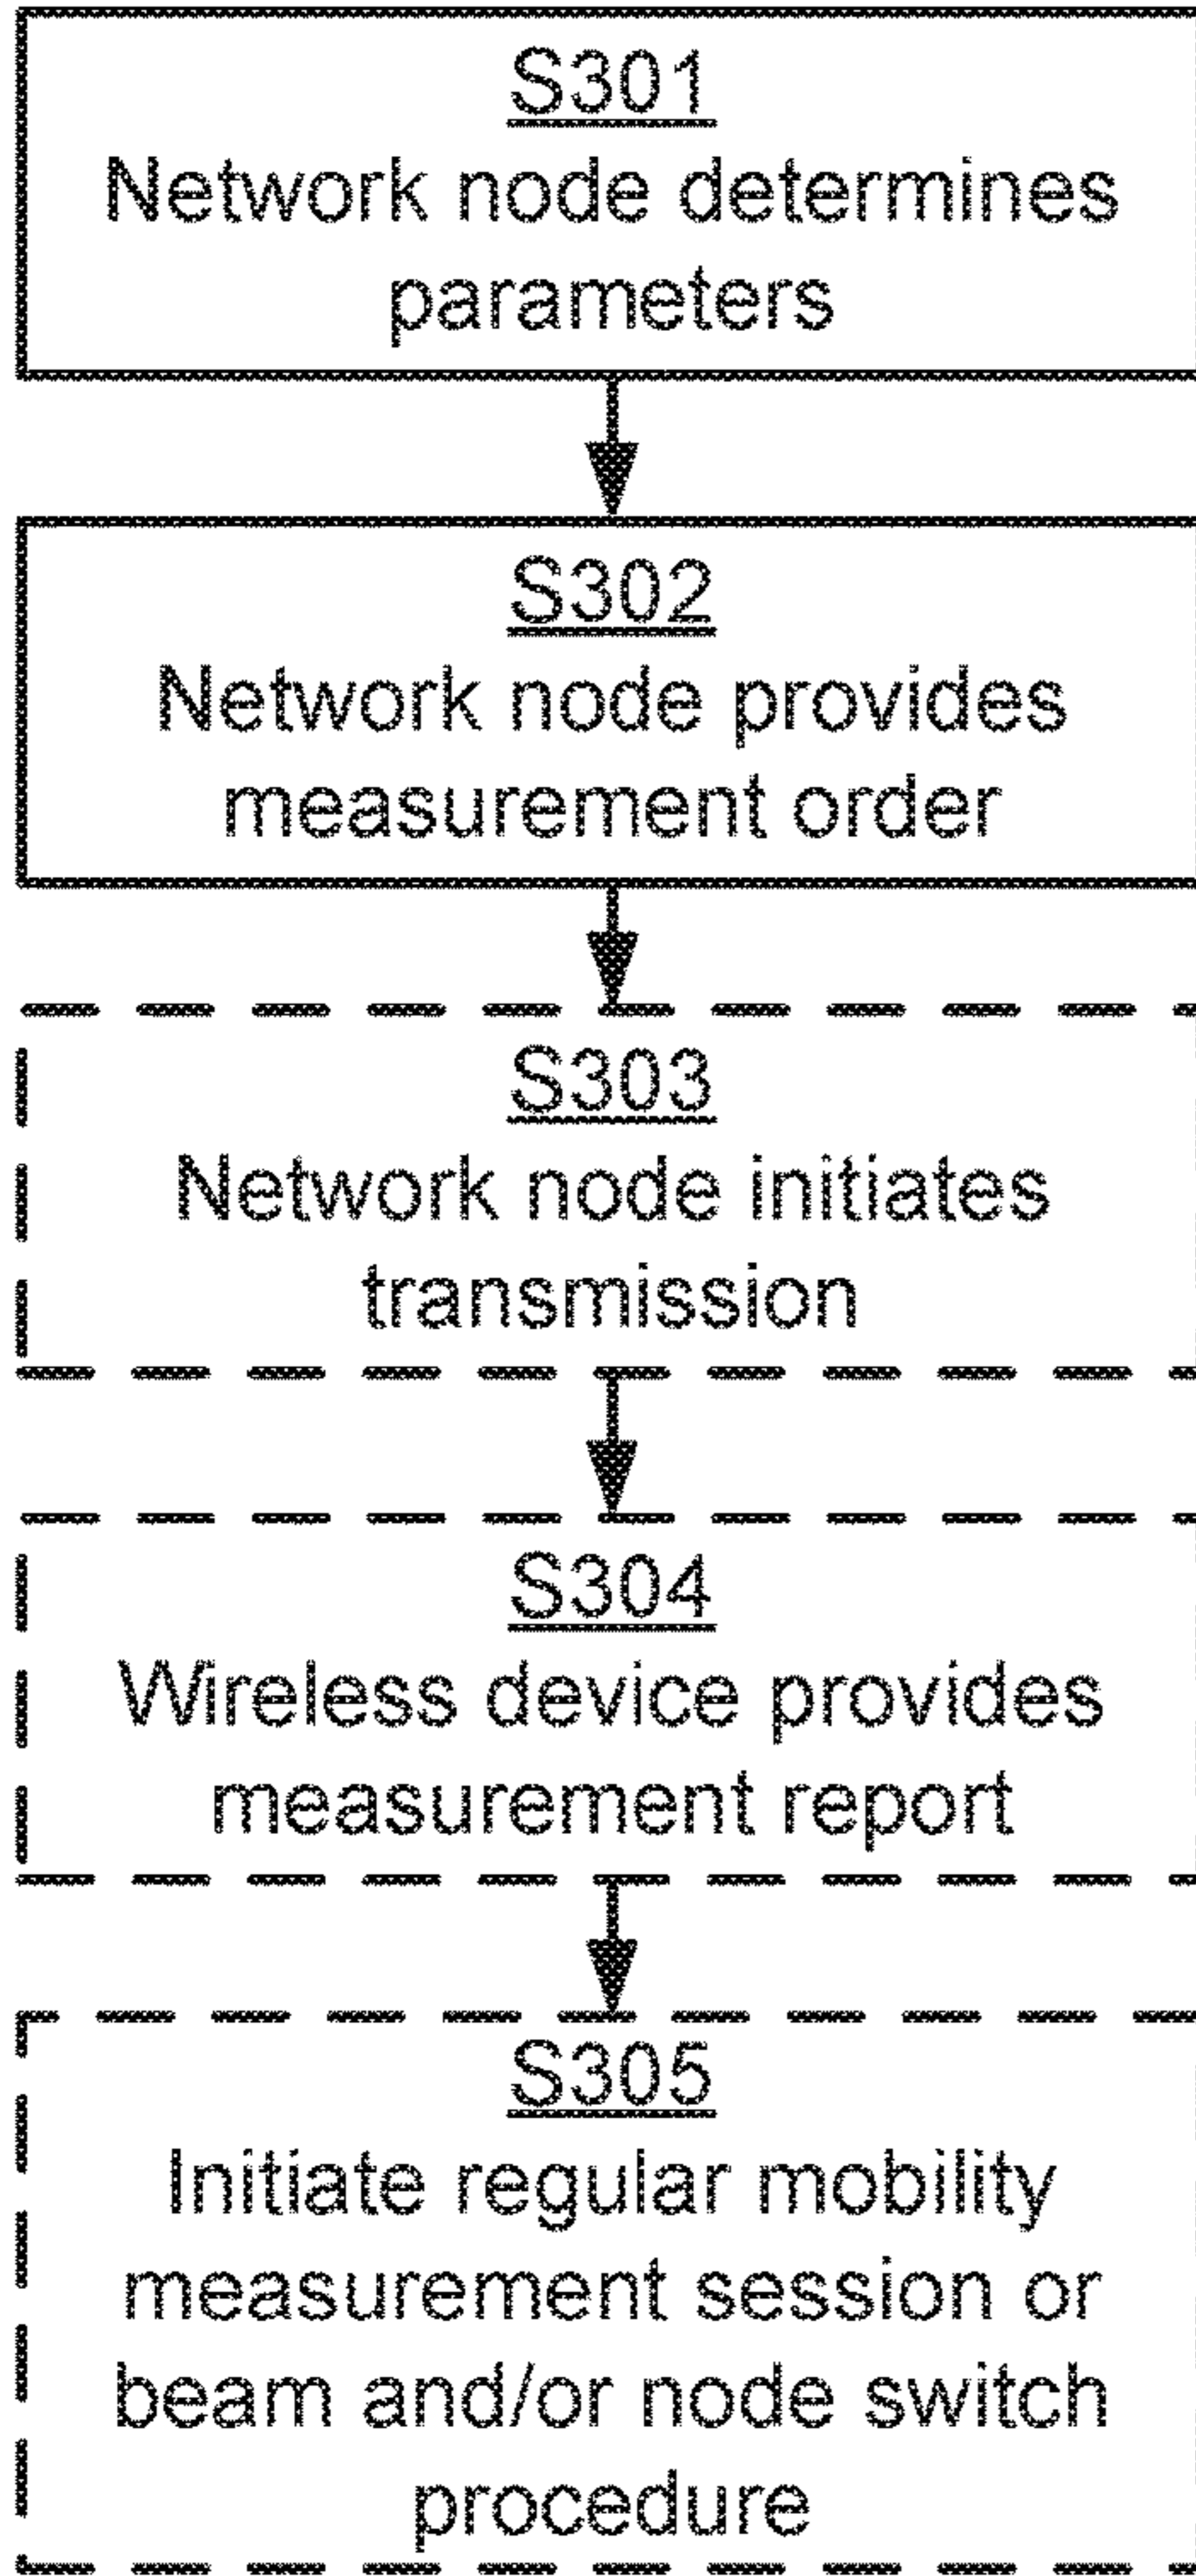 S301
Network node determines
parameters
S302
Network node provides
measurement order
S303
Network node initiates
transmission
S304
Wireless device provides
measurement report
S305
Initiate regular mobility
measurement session or
beam and/or node switch
procedure